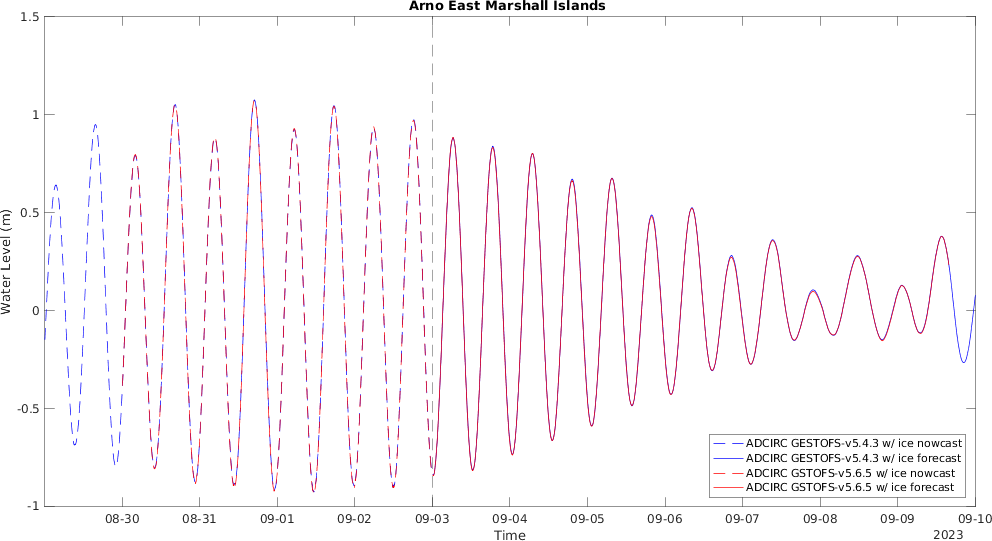 Arno East Marshall Islands
Water Level (m)
1.5
1
0.5
0
-0.5
-1
08-30
08-31
09-01
09-02
09-03
09-04
09-05
09-06
09-07
09-08
09-09
09-10
2023
Time
ADCIRC GESTOFS-v5.4.3 w/ ice nowcast
ADCIRC GESTOFS-v5.4.3 w/ ice forecast
ADCIRC GSTOFS-v5.6.5 w/ ice nowcast
ADCIRC GSTOFS-v5.6.5 w/ ice forecast